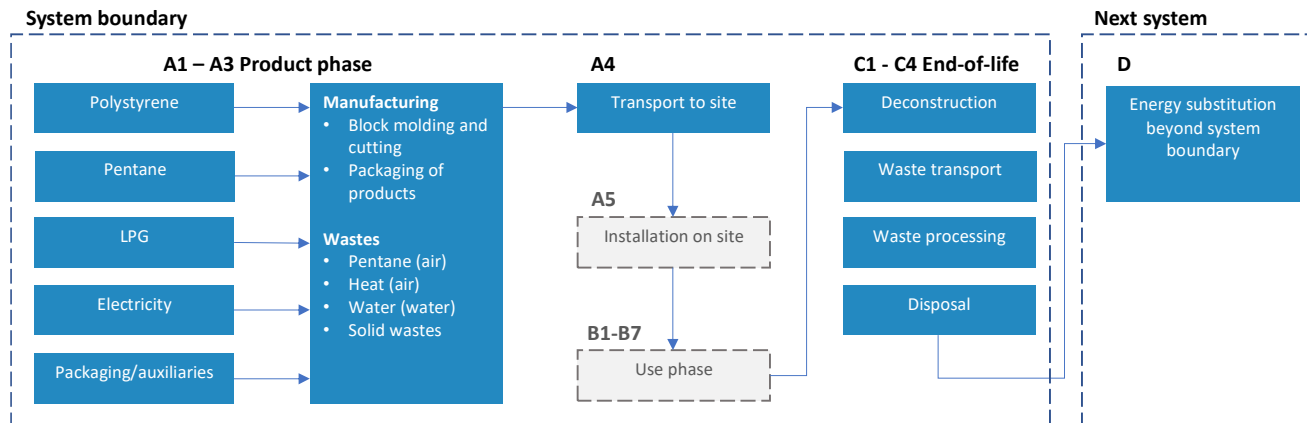 System boundary
Next system
A1 – A3 Product phase
A4
C1 - C4 End-of-life
D
Polystyrene
Pentane
LPG
Electricity
Packaging/auxiliaries
Manufacturing
• Block molding and
cutting
• Packaging of
products
Wastes
• Pentane (air)
• Heat (air)
• Water (water)
• Solid wastes
Transport to site
A5
Installation on site
B1-B7
Use phase
Deconstruction
Waste transport
Waste processing
Disposal
Energy substitution
beyond system
boundary